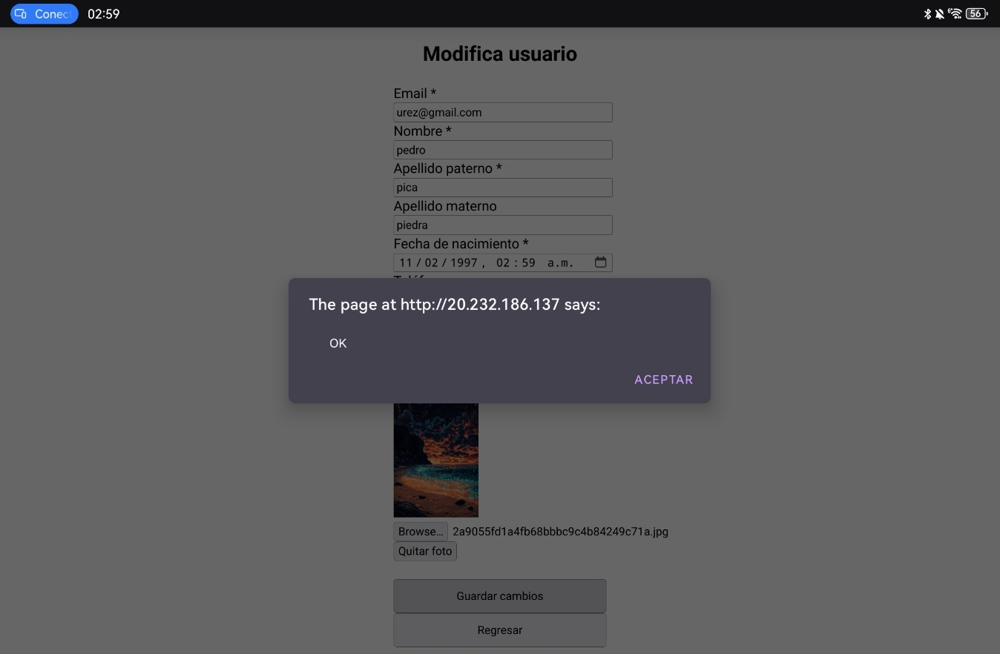 Conec
02:59
56
Modifica usuario
Email *
urez@gmail.com
Nombre *
pedro
Apellido paterno *
pica
Apellido materno
piedra
Fecha de nacimiento *
11/02/1997, 02:59 a.m.
The page at http://20.232.186.137 says:
OK
ACEPTAR
Browse… 2a9055fd1a4fb68bbbc9c4b84249c71a.jpg
Quitar foto
Guardar cambios
Regresar